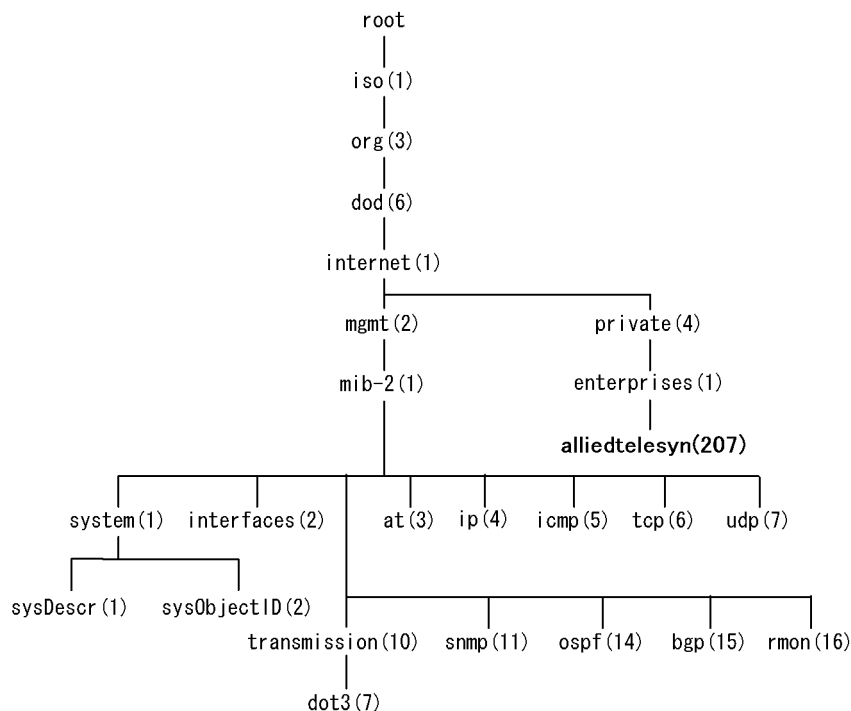 root
iso(1)
org(3)
dod(6)
internet(1)
mgmt(2) private(4)
mib-2(1) enterprises(1)
alliedtelesyn(207)
system(1) interfaces(2) at(3) ip(4) icmp(5) tcp(6) udp(7)
sysDescr(1) sysObjectID(2)
transmission(10) snmp(11) ospf(14) bgp(15) rmon(16)
dot3(7)